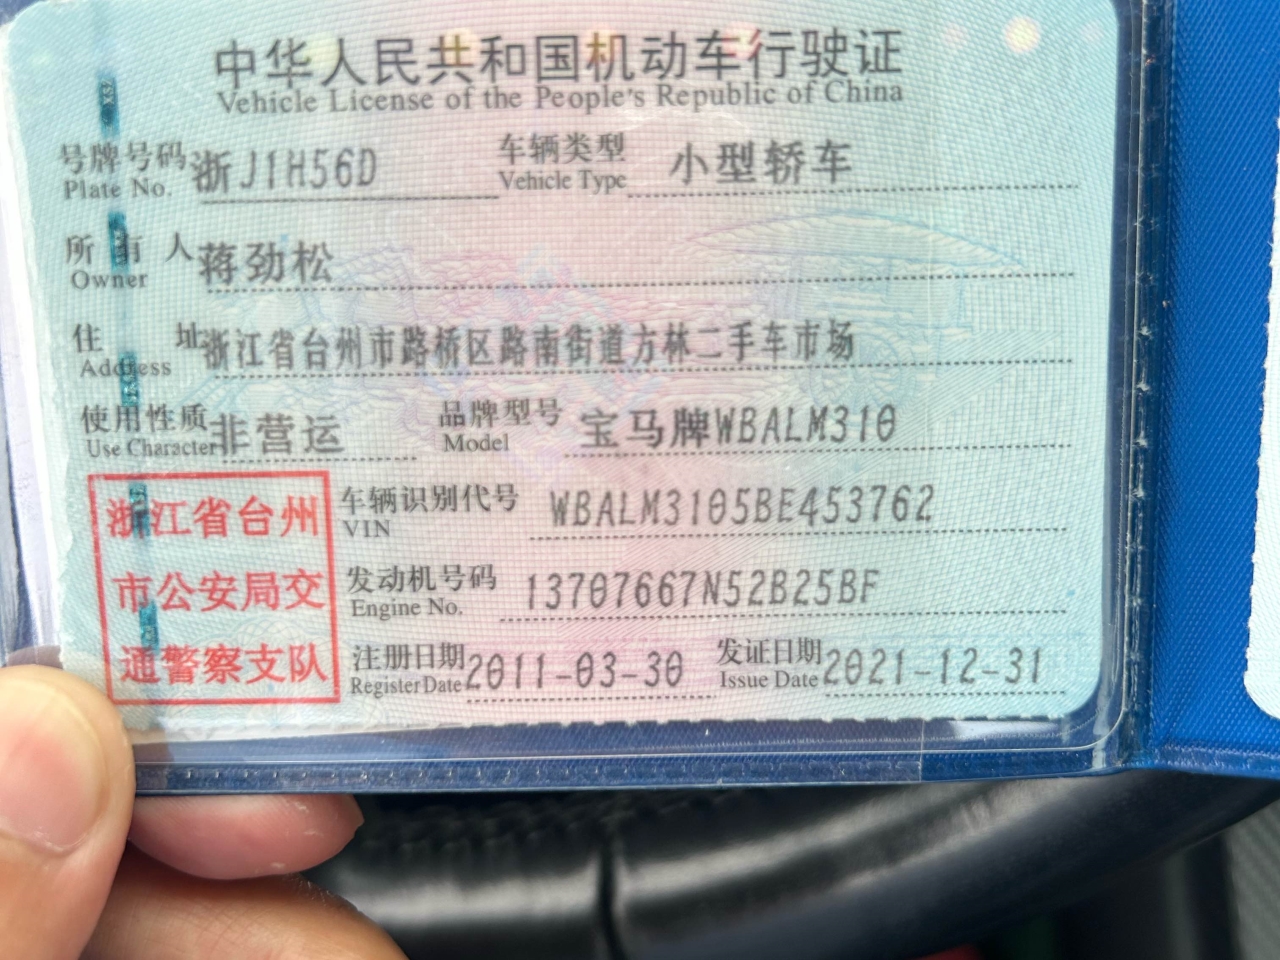 中华人民共和国机动车行驶证
Vehicle License of the People's Republic of China
号牌号码 浙J1H56D 车辆类型 小型轿车
Plate No. Vehicle Type
所有人 蒋劲松
Owner
住址 浙江省台州市路桥区路南街道方林二手车市场
Address
使用性质 非营运 品牌型号 宝马牌WBALM310
Use Character Model
浙江省台州
市公安局交
通警察支队
车辆识别代号 WBALM3105BE453762
VIN
发动机号码 13707667N52B25BF
Engine No.
注册日期 2011-03-30 发证日期 2021-12-31
Register Date Issue Date